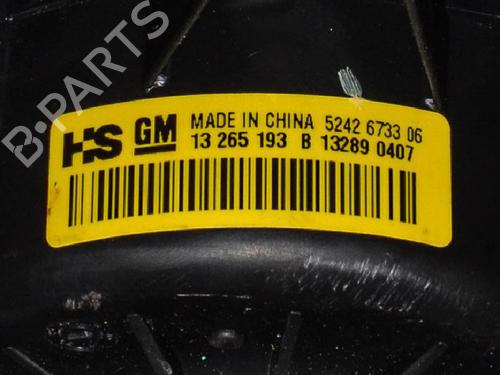 B-PARTS
HS GM MADE IN CHINA 5242 6733 06
13 265 193 B 13289 0407